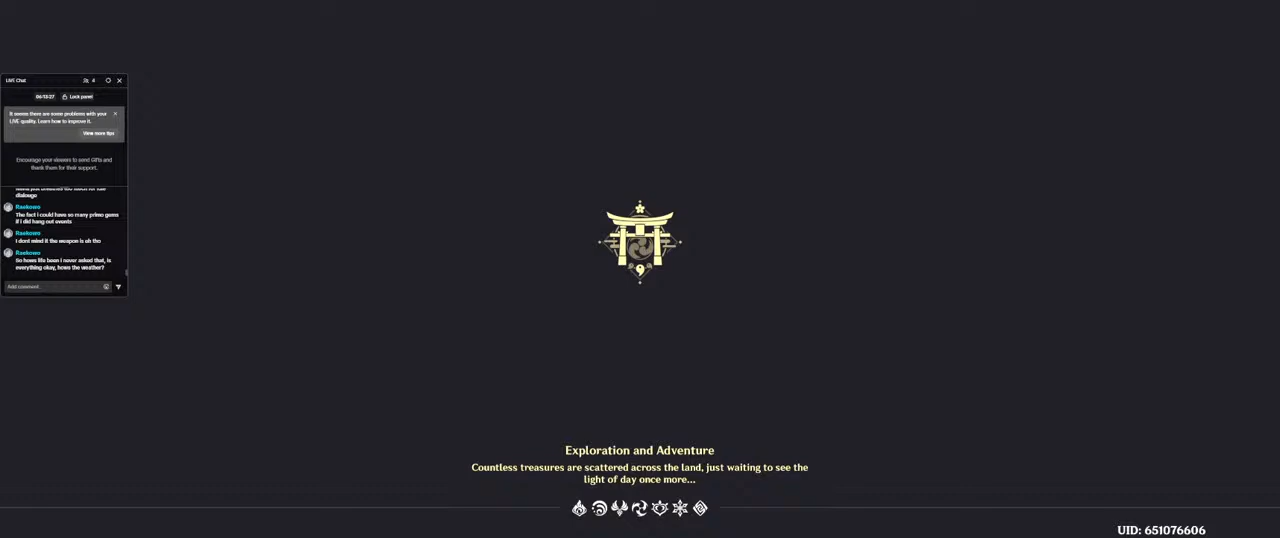 LIVE Chat
4
06:13:27
Lock panel
It seems there are some problems with your
LIVE quality. Learn how to improve it.
View more tips
Encourage your viewers to send Gifts and
thank them for their support.
dialouge
Raekowo
The fact i could have so many primo gems
if I did hang out events
Raekowo
I dont mind it the weapon is eh tho
Raekowo
So hows life been i never asked that, is
everything okay, hows the weather?
Add comment
Exploration and Adventure
Countless treasures are scattered across the land, just waiting to see the
light of day once more...
UID: 651076606